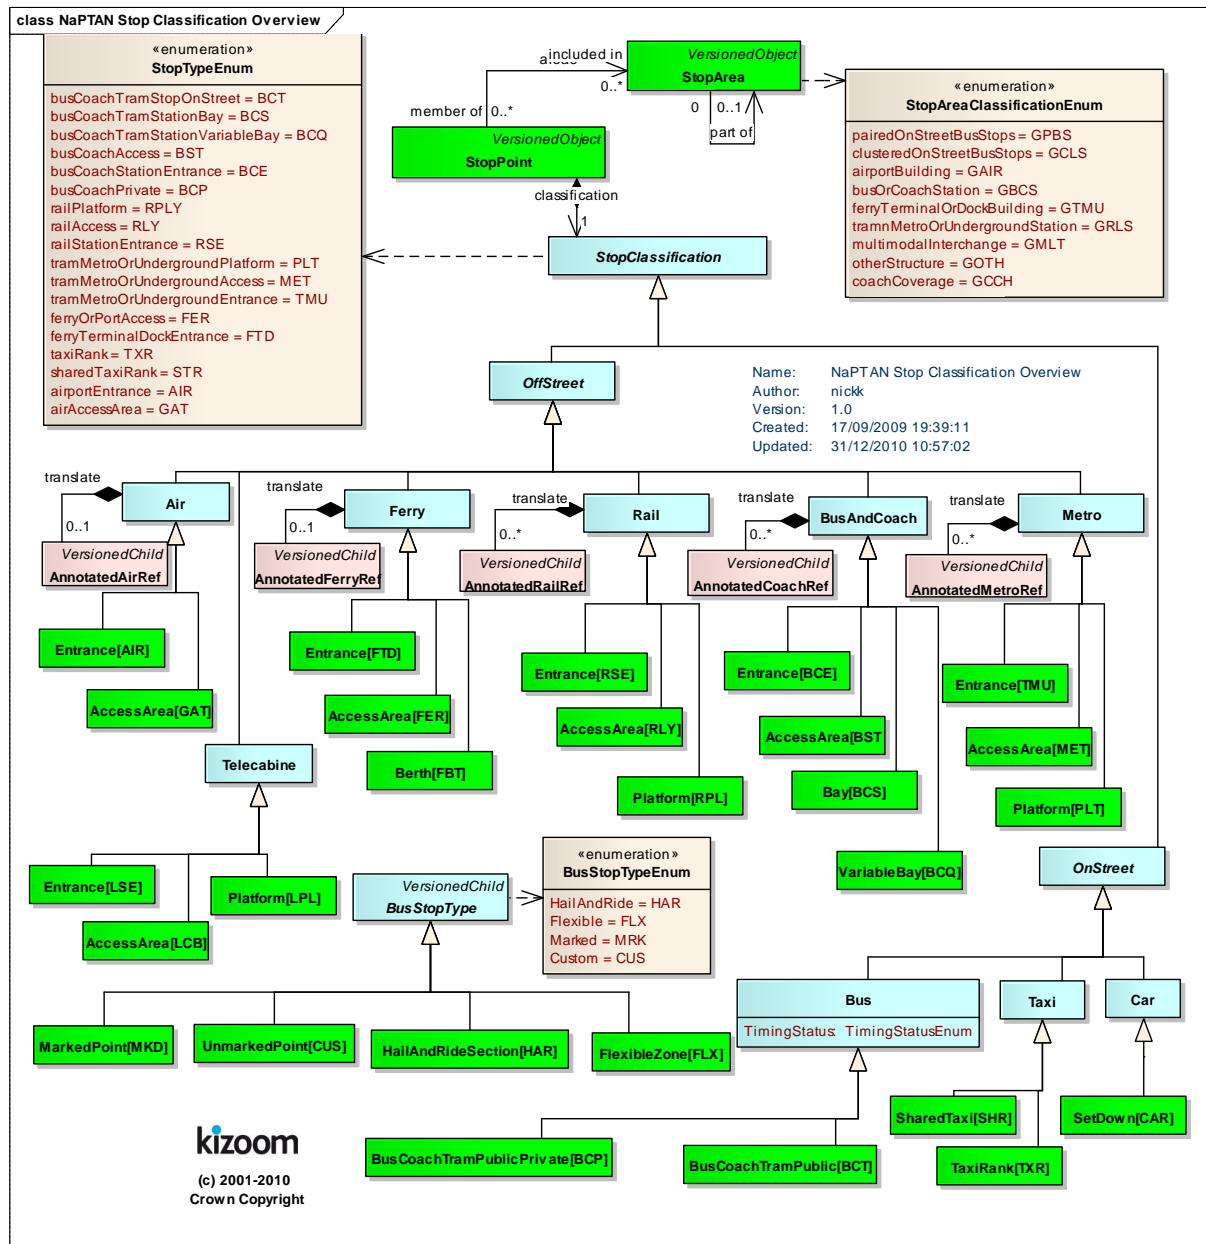 class NaPTAN Stop Classification Overview
«enumeration»
StopTypeEnum
busCoachTramStopOnStreet = BCT
busCoachTramStationBay = BCS
busCoachTramStationVariableBay = BCQ
busCoachAccess = BST
busCoachStationEntrance = BCE
busCoachPrivate = BCP
railPlatform = RPLY
railAccess = RLY
railStationEntrance = RSE
tramMetroOrUndergroundPlatform = PLT
tramMetroOrUndergroundAccess = MET
tramMetroOrUndergroundEntrance = TMU
ferryOrPortAccess = FER
ferryTerminalDockEntrance = FTD
taxiRank = TXR
sharedTaxiRank = STR
airportEntrance = AIR
airAccessArea = GAT
included in
0..*
VersionedObject
StopArea
0
0..1
part of
member of
0..*
VersionedObject
StopPoint
classification
1
StopClassification
«enumeration»
StopAreaClassificationEnum
pairedOnStreetBusStops = GPBS
clusteredOnStreetBusStops = GCLS
airportBuilding = GAIR
busOrCoachStation = GBCS
ferryTerminalOrDockBuilding = GTMU
tramnMetroOrUndergroundStation = GRLS
multimodalInterchange = GMLT
otherStructure = GOTH
coachCoverage = GCCH
OffStreet
Name: NaPTAN Stop Classification Overview
Author: nickk
Version: 1.0
Created: 17/09/2009 19:39:11
Updated: 31/12/2010 10:57:02
translate
0..1
Air
VersionedChild
AnnotatedAirRef
Entrance[AIR]
AccessArea[GAT]
translate
0..1
Ferry
VersionedChild
AnnotatedFerryRef
Entrance[FTD]
AccessArea[FER]
Berth[FBT]
translate
0..*
Rail
VersionedChild
AnnotatedRailRef
Entrance[RSE]
AccessArea[RLY]
Platform[RPL]
translate
0..*
BusAndCoach
VersionedChild
AnnotatedCoachRef
Entrance[BCE]
AccessArea[BST
Bay[BCS]
VariableBay[BCQ]
translate
0..*
Metro
VersionedChild
AnnotatedMetroRef
Entrance[TMU]
AccessArea[MET]
Platform[PLT]
Telecabine
Entrance[LSE]
Platform[LPL]
AccessArea[LCB]
VersionedChild
BusStopType
«enumeration»
BusStopTypeEnum
HailAndRide = HAR
Flexible = FLX
Marked = MRK
Custom = CUS
MarkedPoint[MKD]
UnmarkedPoint[CUS]
HailAndRideSection[HAR]
FlexibleZone[FLX]
OnStreet
Bus
TimingStatus: TimingStatusEnum
Taxi
Car
SharedTaxi[SHR]
SetDown[CAR]
TaxiRank[TXR]
BusCoachTramPublicPrivate[BCP]
BusCoachTramPublic[BCT]
kizoom
(c) 2001-2010
Crown Copyright